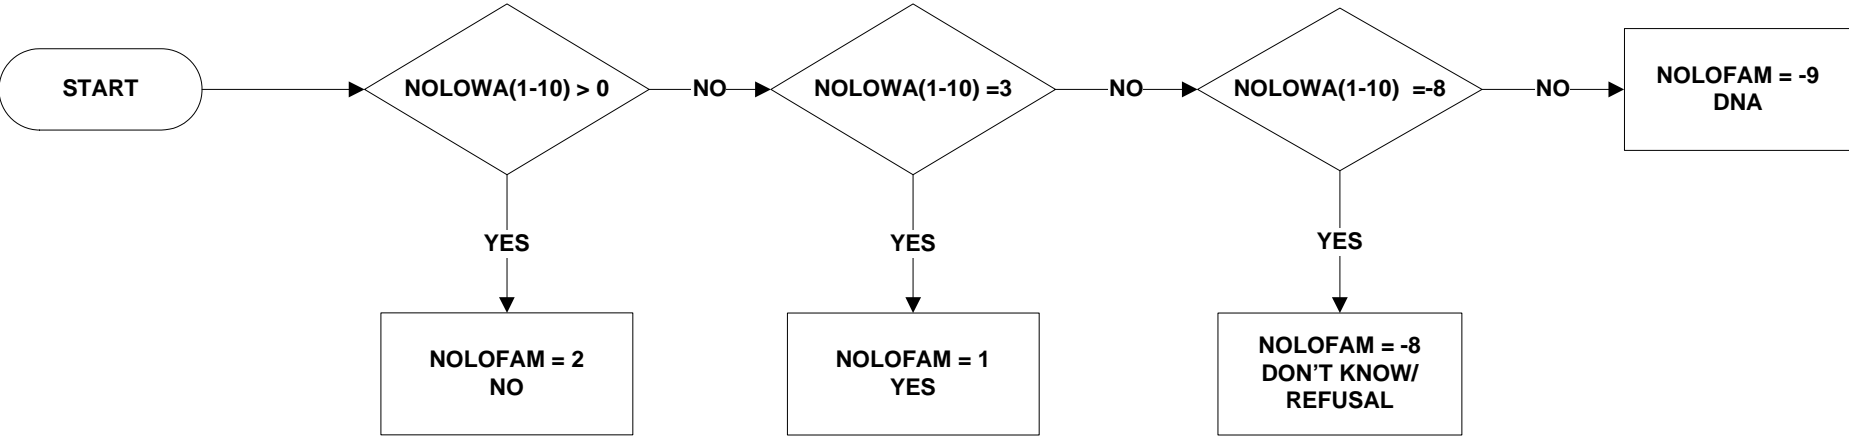 START
NOLOWA(1-10) > 0
NO
NOLOWA(1-10) =3
NO
NOLOWA(1-10) =-8
NO
NOLOFAM = -9
DNA
YES
YES
YES
NOLOFAM = 2
NO
NOLOFAM = 1
YES
NOLOFAM = -8
DON'T KNOW/
REFUSAL